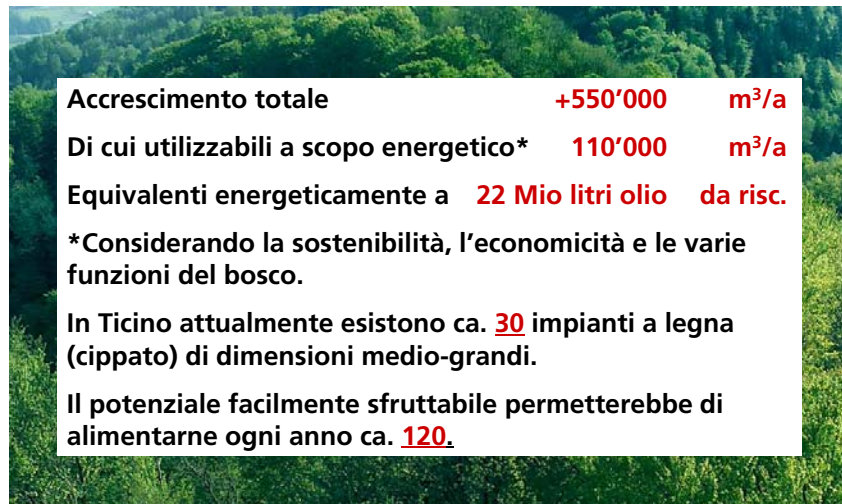 Accrescimento totale +550’000 m³/a
Di cui utilizzabili a scopo energetico* 110’000 m³/a
Equivalenti energeticamente a 22 Mio litri olio da risc.
*Considerando la sostenibilità, l’economicità e le varie
funzioni del bosco.
In Ticino attualmente esistono ca. 30 impianti a legna
(cippato) di dimensioni medio-grandi.
Il potenziale facilmente sfruttabile permetterebbe di
alimentarne ogni anno ca. 120.